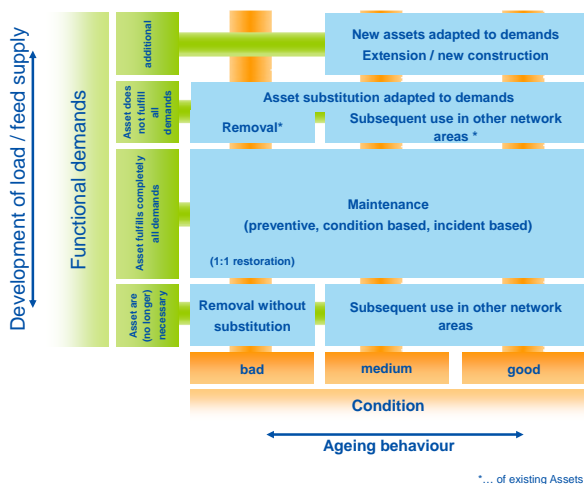 Development of load / feed supply
Functional demands
additional
New assets adapted to demands
Extension / new construction
Asset does
not fulfill all
demands
Asset substitution adapted to demands
Removal*
Subsequent use in other network
areas *
Asset fulfills completely
all demands
Maintenance
(preventive, condition based, incident based)
(1:1 restoration)
Asset are
(no longer)
necessary
Removal without
substitution
Subsequent use in other network
areas
bad
medium
good
Condition
Ageing behaviour
*... of existing Assets